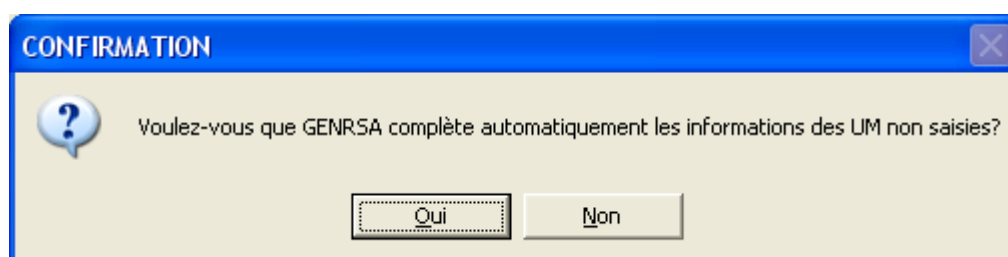 CONFIRMATION
Voulez-vous que GENRSA complète automatiquement les informations des UM non saisies?
Oui
Non